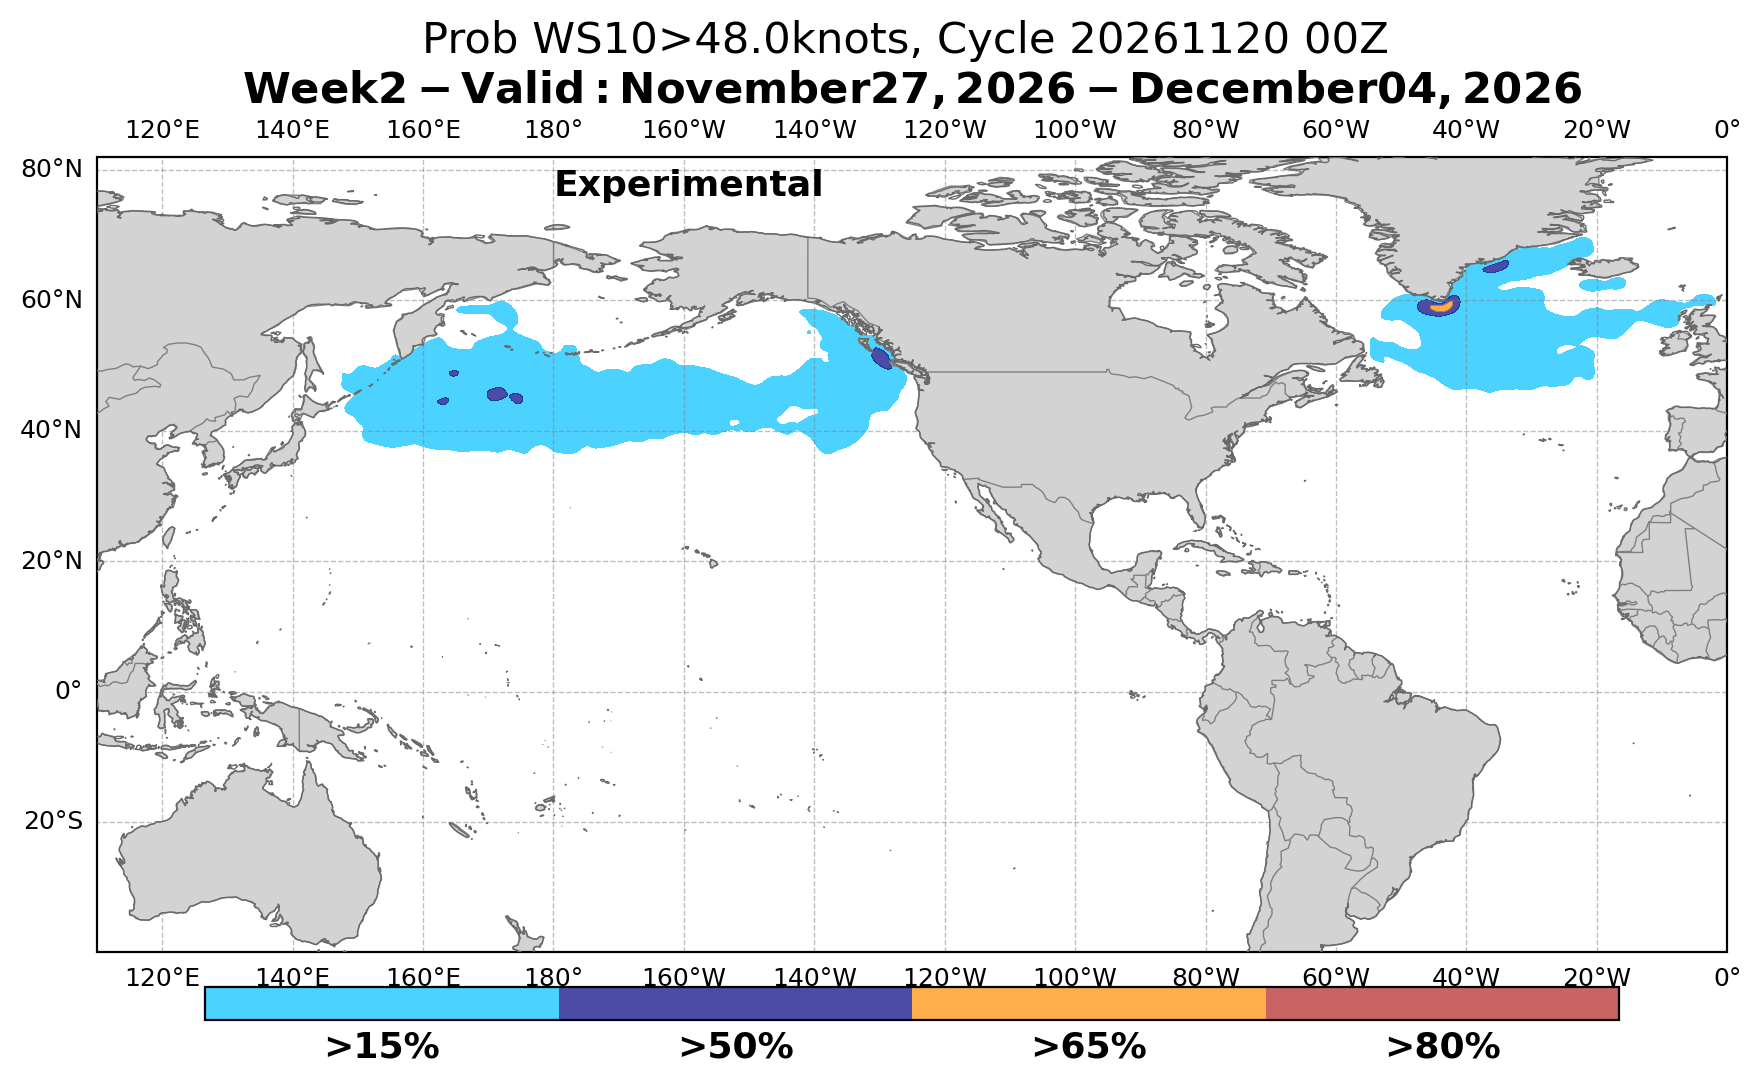 Prob WS10>48.0knots, Cycle 20261120 00Z
Week2 − Valid : November27, 2026 − December04, 2026
120°E 140°E 160°E 180° 160°W 140°W 120°W 100°W 80°W 60°W 40°W 20°W 0°
80°N
Experimental
60°N
40°N
20°N
0°
20°S
120°E 140°E 160°E 180° 160°W 140°W 120°W 100°W 80°W 60°W 40°W 20°W 0°
>15% >50% >65% >80%